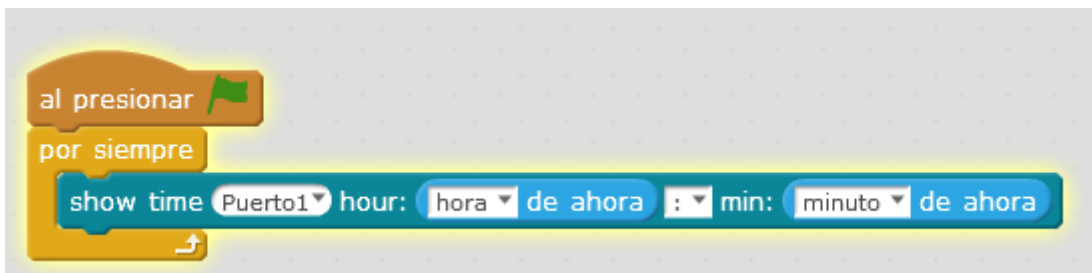 al presionar
por siempre
show time Puerto1 hour: hora de ahora : min: minuto de ahora